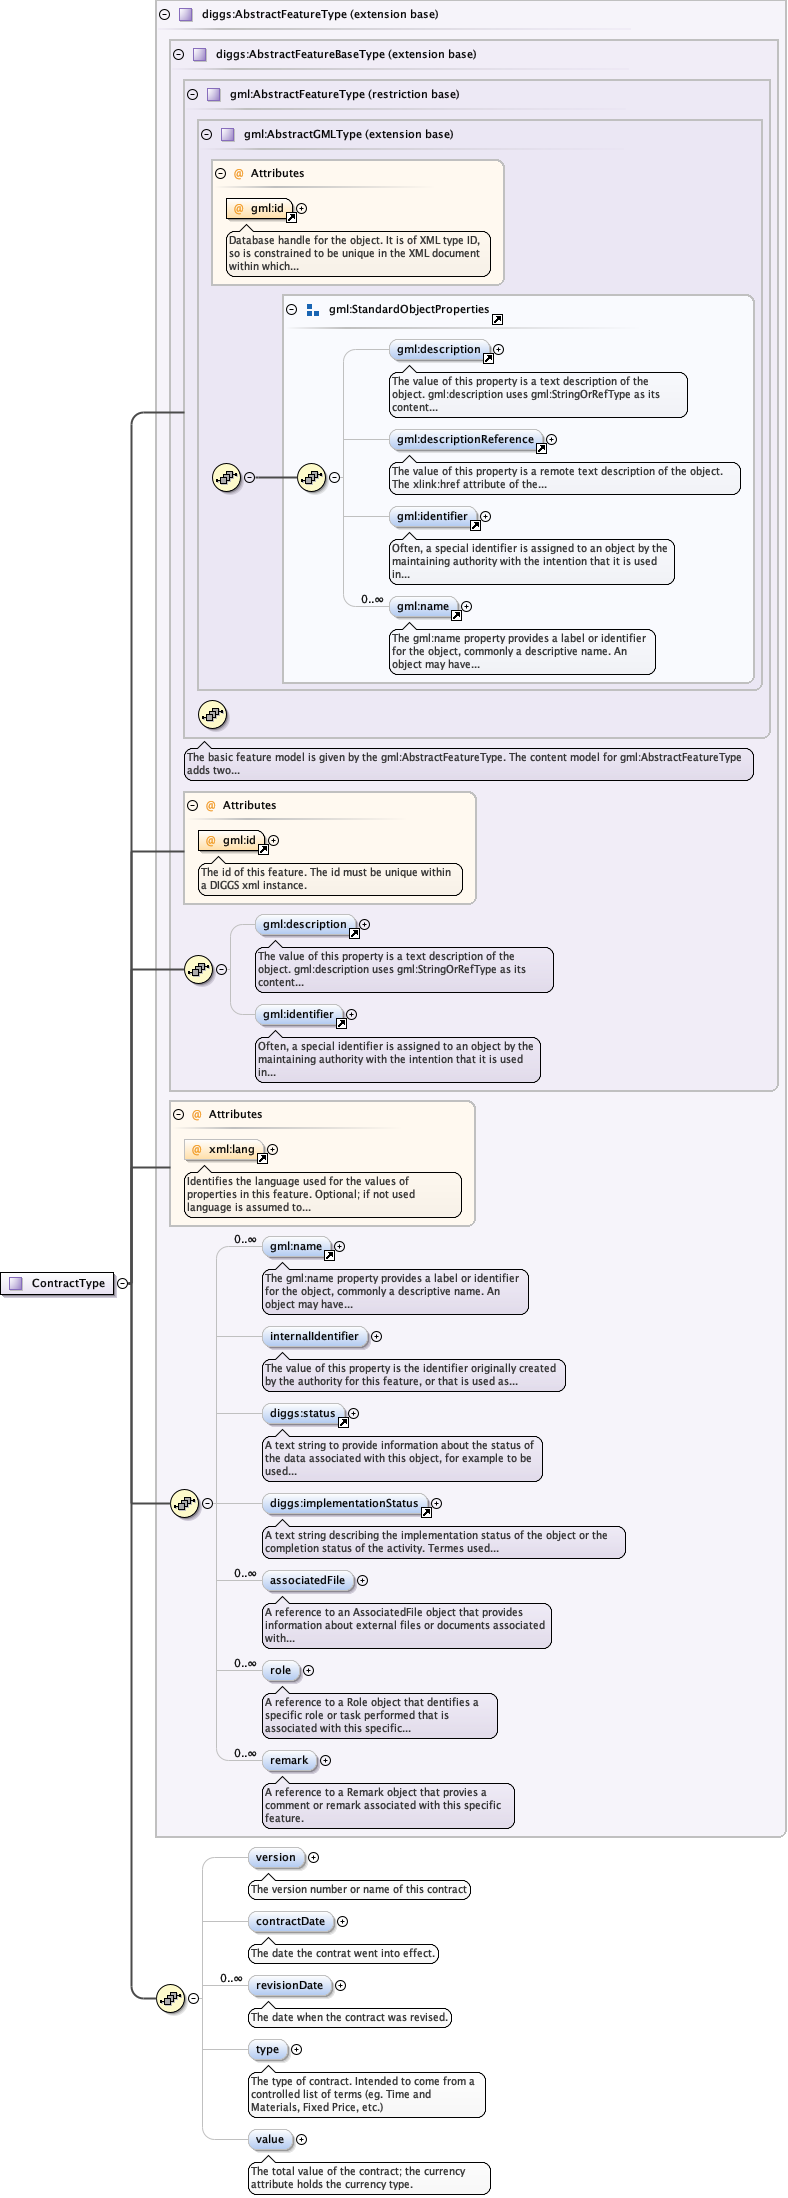 diggs:AbstractFeatureType (extension base)
diggs:AbstractFeatureBaseType (extension base)
gml:AbstractFeatureType (restriction base)
gml:AbstractGMLType (extension base)
@ Attributes
@ gml:id
Database handle for the object. It is of XML type ID,
so is constrained to be unique in the XML document
within which...
gml:StandardObjectProperties
gml:description
The value of this property is a text description of the
object. gml:description uses gml:StringOrRefType as its
content...
gml:descriptionReference
The value of this property is a remote text description of the object.
The xlink:href attribute of the...
gml:identifier
Often, a special identifier is assigned to an object by the
maintaining authority with the intention that it is used
in...
0..∞
gml:name
The gml:name property provides a label or identifier
for the object, commonly a descriptive name. An
object may have...
The basic feature model is given by the gml:AbstractFeatureType. The content model for gml:AbstractFeatureType
adds two...
@ Attributes
@ gml:id
The id of this feature. The id must be unique within
a DIGGS xml instance.
gml:description
The value of this property is a text description of the
object. gml:description uses gml:StringOrRefType as its
content...
gml:identifier
Often, a special identifier is assigned to an object by the
maintaining authority with the intention that it is used
in...
@ Attributes
@ xml:lang
Identifies the language used for the values of
properties in this feature. Optional; if not used
language is assumed to...
0..∞
gml:name
The gml:name property provides a label or identifier
for the object, commonly a descriptive name. An
object may have...
ContractType
internalIdentifier
The value of this property is the identifier originally created
by the authority for this feature, or that is used as...
diggs:status
A text string to provide information about the status of
the data associated with this object, for example to be
used...
diggs:implementationStatus
A text string describing the implementation status of the object or the
completion status of the activity. Termes used...
0..∞
associatedFile
A reference to an AssociatedFile object that provides
information about external files or documents associated
with...
0..∞
role
A reference to a Role object that dentifies a
specific role or task performed that is
associated with this specific...
0..∞
remark
A reference to a Remark object that provies a
comment or remark associated with this specific
feature.
version
The version number or name of this contract
contractDate
The date the contrat went into effect.
0..∞
revisionDate
The date when the contract was revised.
type
The type of contract. Intended to come from a
controlled list of terms (eg. Time and
Materials, Fixed Price, etc.)
value
The total value of the contract; the currency
attribute holds the currency type.